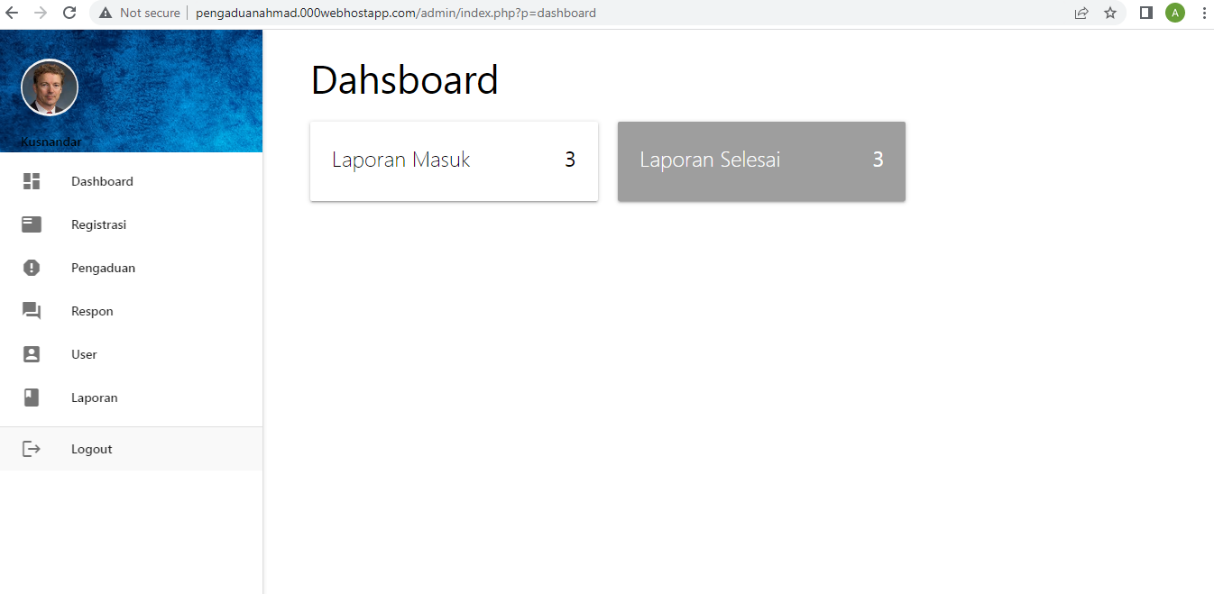 Not secure | pengaduanahmad.000webhostapp.com/admin/index.php?p=dashboard
A
Kusnandar
Dashboard
Registrasi
Pengaduan
Respon
User
Laporan
Logout
Dahsboard
Laporan Masuk 3
Laporan Selesai 3